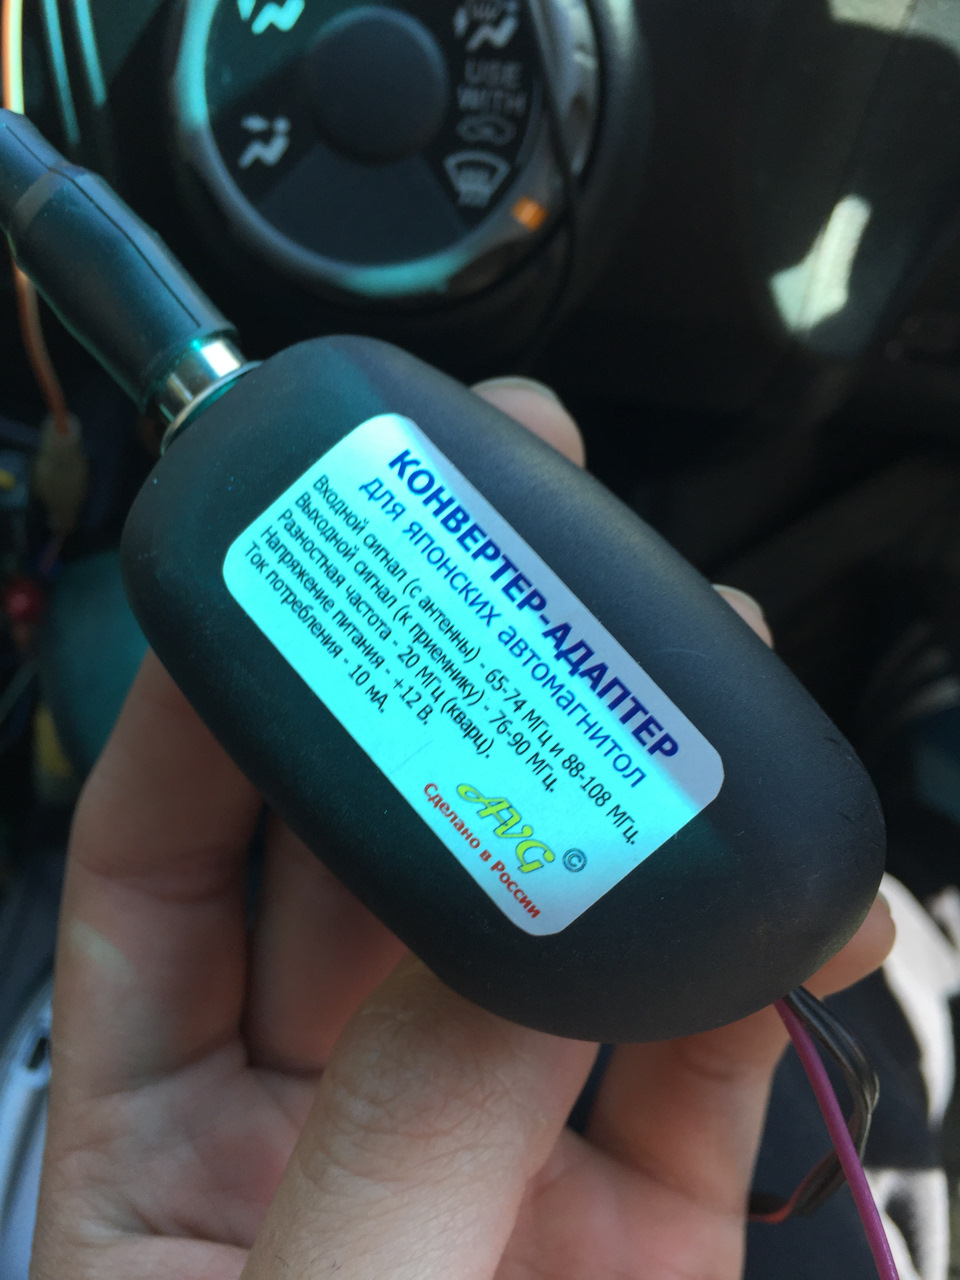 USE
WITH
КОНВЕРТЕР-АДАПТЕР
для японских автомагнитол
Входной сигнал (с антенны) - 65-74 МГц и 88-108 МГц.
Выходной сигнал (к приемнику) - 76-90 МГц.
Разностная частота - 20 МГц (кварц).
Напряжение питания - +12 В.
Ток потребления - 10 мА.
AVG ©
Сделано в России